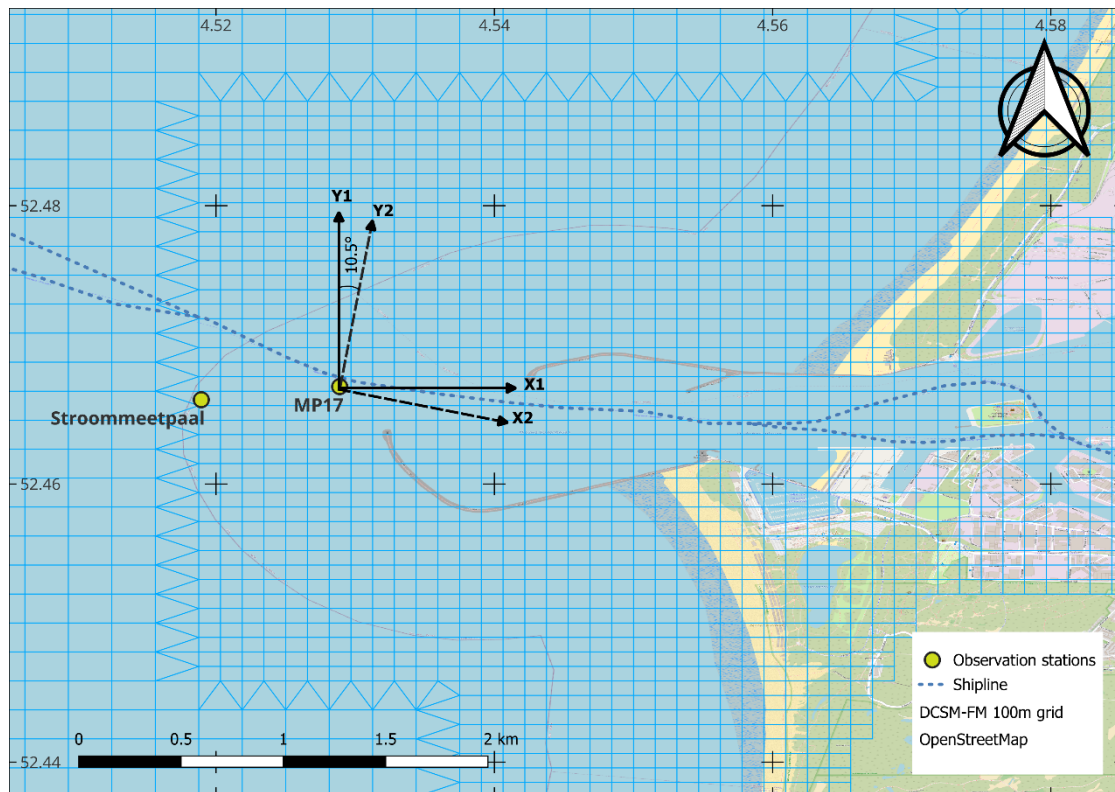 4.52 4.54 4.56 4.58
52.48
Y1
Y2
10.5°
X1
MP17
X2
Stroommeetpaal
52.46
Observation stations
Shipline
DCSM-FM 100m grid
OpenStreetMap
0 0.5 1 1.5 2 km
52.44